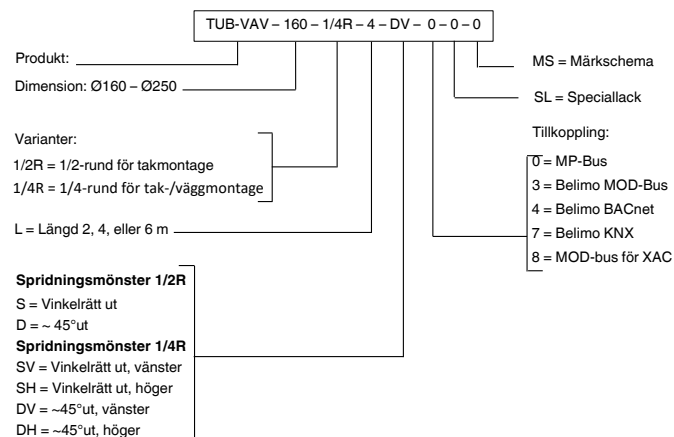 TUB-VAV – 160 – 1/4R – 4 – DV – 0 – 0 – 0
Produkt:
Dimension: Ø160 – Ø250
Varianter:
1/2R = 1/2-rund för takmontage
1/4R = 1/4-rund för tak-/väggmontage
L = Längd 2, 4, eller 6 m
Spridningsmönster 1/2R
S = Vinkelrätt ut
D = ~ 45°ut
Spridningsmönster 1/4R
SV = Vinkelrätt ut, vänster
SH = Vinkelrätt ut, höger
DV = ~45°ut, vänster
DH = ~45°ut, höger
MS = Märkschema
SL = Speciallack
Tillkoppling:
0 = MP-Bus
3 = Belimo MOD-Bus
4 = Belimo BACnet
7 = Belimo KNX
8 = MOD-bus för XAC